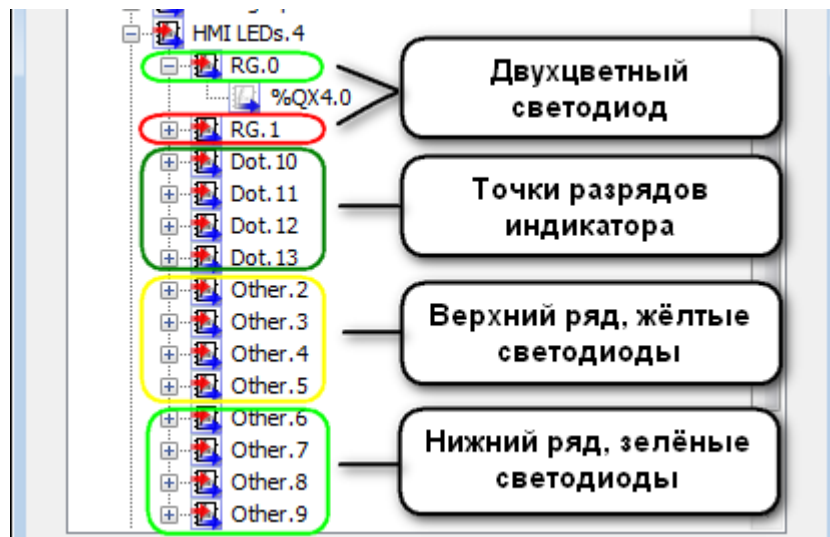 HMI LEDs.4
RG.0
%QX4.0
RG.1
Dot.10
Dot.11
Dot.12
Dot.13
Other.2
Other.3
Other.4
Other.5
Other.6
Other.7
Other.8
Other.9
Двухцветный
светодиод
Точки разрядов
индикатора
Верхний ряд, жёлтые
светодиоды
Нижний ряд, зелёные
светодиоды